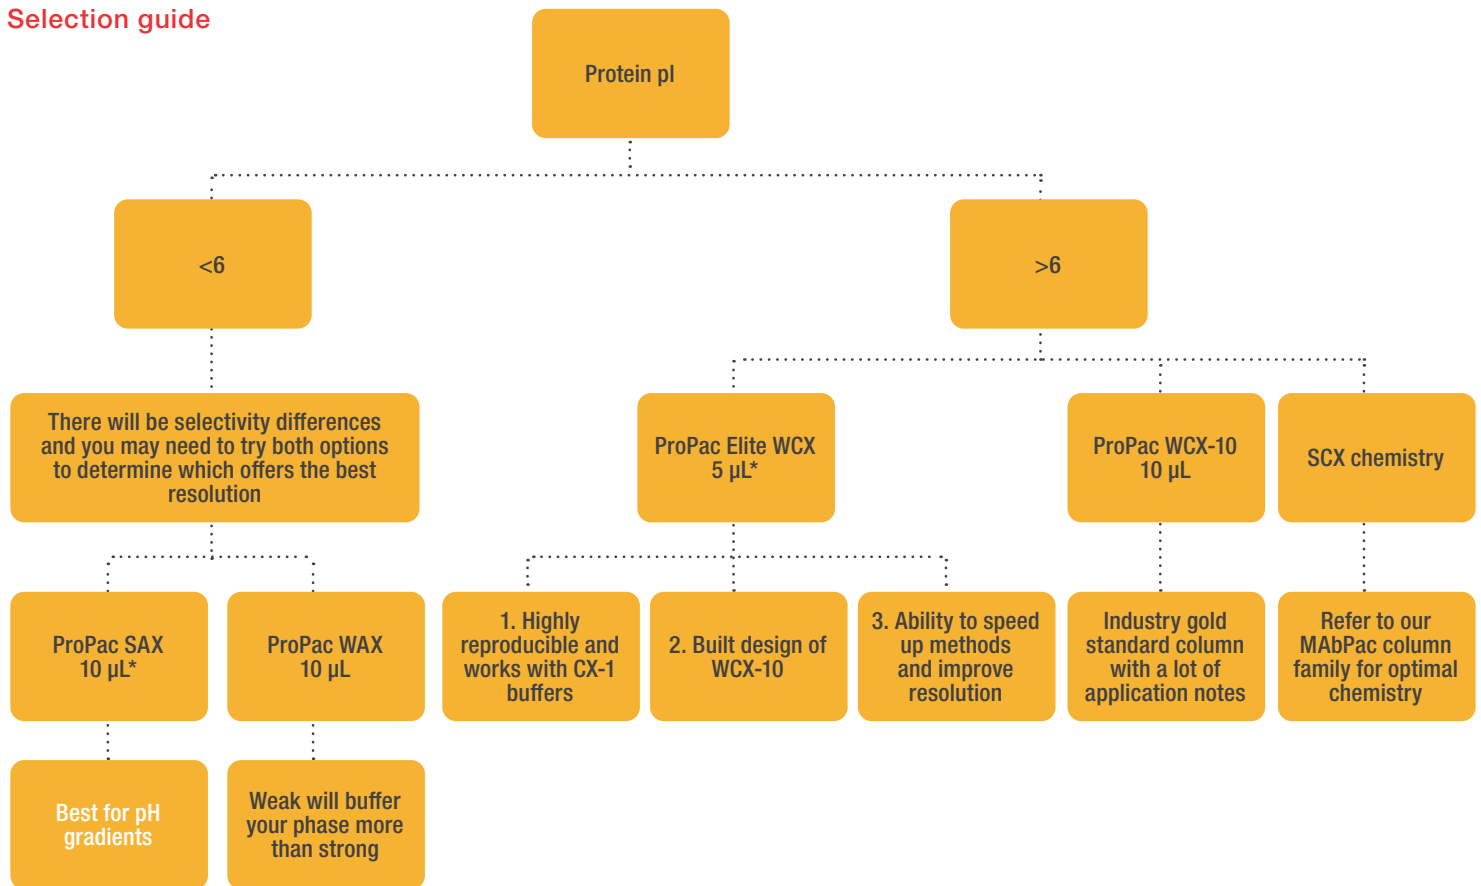 Selection guide
Protein pI
<6
>6
There will be selectivity differences
and you may need to try both options
to determine which offers the best
resolution
ProPac Elite WCX
5 µL*
ProPac WCX-10
10 µL
SCX chemistry
ProPac SAX
10 µL*
ProPac WAX
10 µL
1. Highly
reproducible and
works with CX-1
buffers
2. Built design of
WCX-10
3. Ability to speed
up methods
and improve
resolution
Industry gold
standard column
with a lot of
application notes
Refer to our
MAbPac column
family for optimal
chemistry
Best for pH
gradients
Weak will buffer
your phase more
than strong